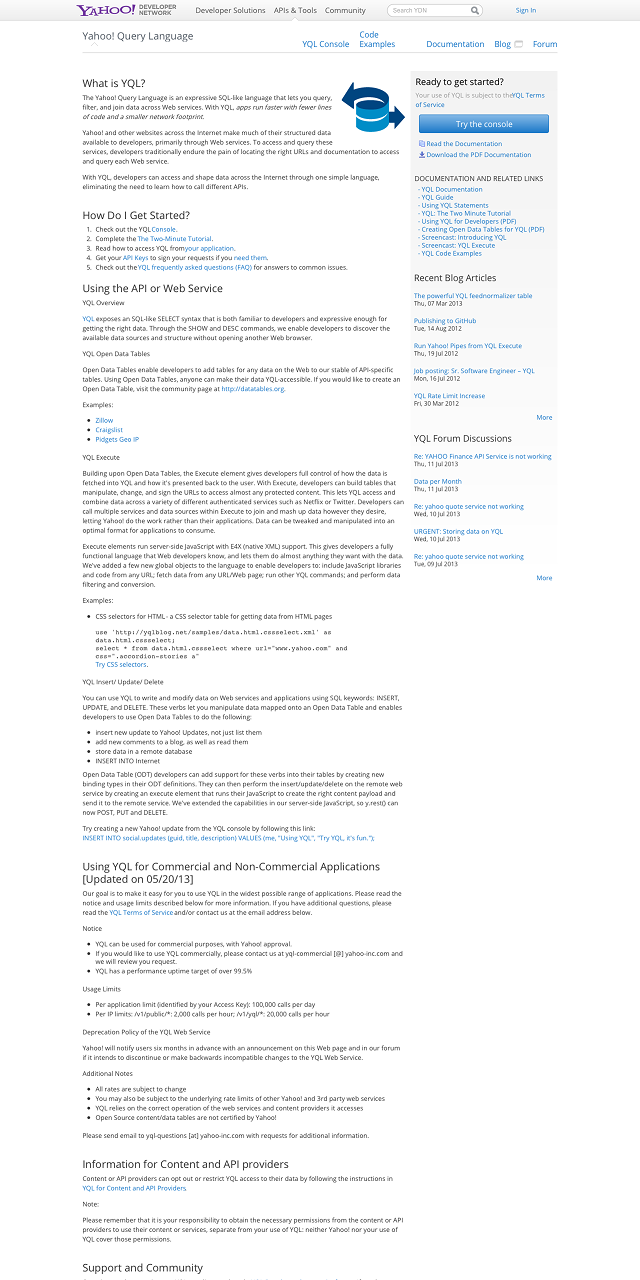 YAHOO! DEVELOPER NETWORK
Developer Solutions APIs & Tools Community
Search YDN
Sign In
Yahoo! Query Language
YQL Console
Code Examples
Documentation
Blog
Forum
What is YQL?
The Yahoo! Query Language is an expressive SQL-like language that lets you query,
filter, and join data across Web services. With YQL, apps run faster with fewer lines
of code and a smaller network footprint.
Yahoo! and other websites across the Internet make much of their structured data
available to developers, primarily through Web services. To access and query these
services, developers traditionally endure the pain of locating the right URLs and documentation to access
and query each Web service.
With YQL, developers can access and shape data across the Internet through one simple language,
eliminating the need to learn how to call different APIs.
How Do I Get Started?
1. Check out the YQLConsole.
2. Complete the The Two-Minute Tutorial.
3. Read how to access YQL fromyour application.
4. Get your API Keys to sign your requests if you need them.
5. Check out theYQL frequently asked questions (FAQ) for answers to common issues.
Using the API or Web Service
YQL Overview
YQL exposes an SQL-like SELECT syntax that is both familiar to developers and expressive enough for
getting the right data. Through the SHOW and DESC commands, we enable developers to discover the
available data sources and structure without opening another Web browser.
YQL Open Data Tables
Open Data Tables enable developers to add tables for any data on the Web to our stable of API-specific
tables. Using Open Data Tables, anyone can make their data YQL-accessible. If you would like to create an
Open Data Table, visit the community page at http://datatables.org.
Examples:
• Zillow
• Craigslist
• Pidgets Geo IP
YQL Execute
Building upon Open Data Tables, the Execute element gives developers full control of how the data is
fetched into YQL and how it's presented back to the user. With Execute, developers can build tables that
manipulate, change, and sign the URLs to access almost any protected content. This lets YQL access and
combine data across a variety of different authenticated services such as Netflix or Twitter. Developers can
call multiple services and data sources within Execute to join and mash up data however they desire,
letting Yahoo! do the work rather than their applications. Data can be tweaked and manipulated into an
optimal format for applications to consume.
Execute elements run server-side JavaScript with E4X (native XML) support. This gives developers a fully
functional language that Web developers know, and lets them do almost anything they want with the data.
We've added a few new global objects to the language to enable developers to: include JavaScript libraries
and code from any URL; fetch data from any URL/Web page; run other YQL commands; and perform data
filtering and conversion.
Examples:
• CSS selectors for HTML - a CSS selector table for getting data from HTML pages
use 'http://yqlblog.net/samples/data.html.cssselect.xml' as
data.html.cssselect;
select * from data.html.cssselect where url="www.yahoo.com" and
css=".accordion-stories a"
Try CSS selectors.
YQL Insert/ Update/ Delete
You can use YQL to write and modify data on Web services and applications using SQL keywords: INSERT,
UPDATE, and DELETE. These verbs let you manipulate data mapped onto an Open Data Table and enables
developers to use Open Data Tables to do the following:
• insert new update to Yahoo! Updates, not just list them
• add new comments to a blog, as well as read them
• store data in a remote database
• INSERT INTO Internet
Open Data Table (ODT) developers can add support for these verbs into their tables by creating new
binding types in their ODT definitions. They can then perform the insert/update/delete on the remote web
service by creating an execute element that runs their JavaScript to create the right content payload and
send it to the remote service. We've extended the capabilities in our server-side JavaScript, so y.rest() can
now POST, PUT and DELETE.
Try creating a new Yahoo! update from the YQL console by following this link:
INSERT INTO social.updates (guid, title, description) VALUES (me, "Using YQL", "Try YQL, it's fun.");
Using YQL for Commercial and Non-Commercial Applications
[Updated on 05/20/13]
Our goal is to make it easy for you to use YQL in the widest possible range of applications. Please read the
notice and usage limits described below for more information. If you have additional questions, please
read the YQL Terms of Service and/or contact us at the email address below.
Notice
• YQL can be used for commercial purposes, with Yahoo! approval.
• If you would like to use YQL commercially, please contact us at yql-commercial [@] yahoo-inc.com and
we will review you request.
• YQL has a performance uptime target of over 99.5%
Usage Limits
• Per application limit (identified by your Access Key): 100,000 calls per day
• Per IP limits: /v1/public/*: 2,000 calls per hour; /v1/yql/*: 20,000 calls per hour
Deprecation Policy of the YQL Web Service
Yahoo! will notify users six months in advance with an announcement on this Web page and in our forum
if it intends to discontinue or make backwards incompatible changes to the YQL Web Service.
Additional Notes
• All rates are subject to change
• You may also be subject to the underlying rate limits of other Yahoo! and 3rd party web services
• YQL relies on the correct operation of the web services and content providers it accesses
• Open Source content/data tables are not certified by Yahoo!
Please send email to yql-questions [at] yahoo-inc.com with requests for additional information.
Information for Content and API providers
Content or API providers can opt out or restrict YQL access to their data by following the instructions in
YQL for Content and API Providers.
Note:
Please remember that it is your responsibility to obtain the necessary permissions from the content or API
providers to use their content or services, separate from your use of YQL: neither Yahoo! nor your use of
YQL cover those permissions.
Support and Community
Ready to get started?
Your use of YQL is subject to theYQL Terms
of Service
Try the console
Read the Documentation
Download the PDF Documentation
DOCUMENTATION AND RELATED LINKS
- YQL Documentation
- YQL Guide
- Using YQL Statements
- YQL: The Two Minute Tutorial
- Using YQL for Developers (PDF)
- Creating Open Data Tables for YQL (PDF)
- Screencast: Introducing YQL
- Screencast: YQL Execute
- YQL Code Examples
Recent Blog Articles
The powerful YQL feednormalizer table
Thu, 07 Mar 2013
Publishing to GitHub
Tue, 14 Aug 2012
Run Yahoo! Pipes from YQL Execute
Thu, 19 Jul 2012
Job posting: Sr. Software Engineer – YQL
Mon, 16 Jul 2012
YQL Rate Limit Increase
Fri, 30 Mar 2012
More
YQL Forum Discussions
Re: YAHOO Finance API Service is not working
Thu, 11 Jul 2013
Data per Month
Thu, 11 Jul 2013
Re: yahoo quote service not working
Wed, 10 Jul 2013
URGENT: Storing data on YQL
Wed, 10 Jul 2013
Re: yahoo quote service not working
Tue, 09 Jul 2013
More